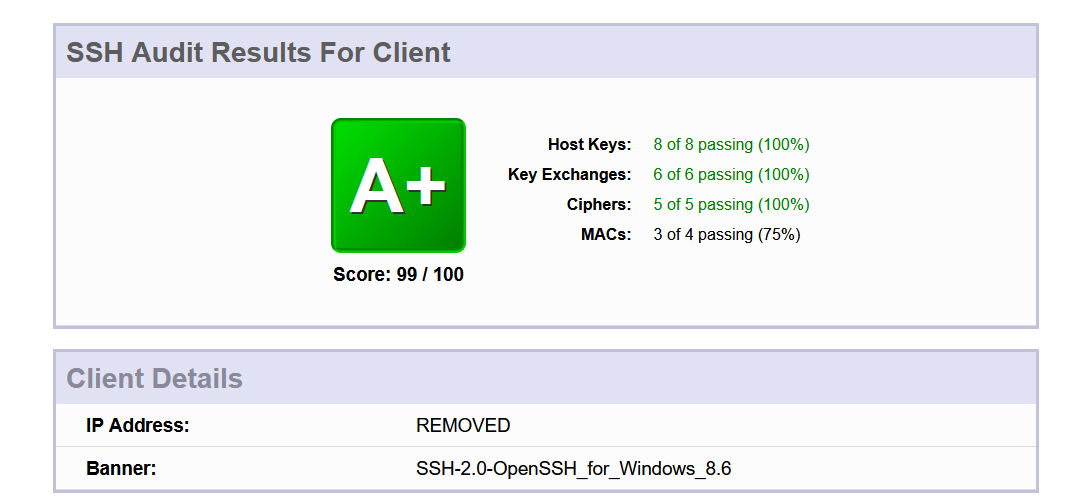 SSH Audit Results For Client
A+
Score: 99 / 100
Host Keys: 8 of 8 passing (100%)
Key Exchanges: 6 of 6 passing (100%)
Ciphers: 5 of 5 passing (100%)
MACs: 3 of 4 passing (75%)
Client Details
IP Address: REMOVED
Banner: SSH-2.0-OpenSSH_for_Windows_8.6